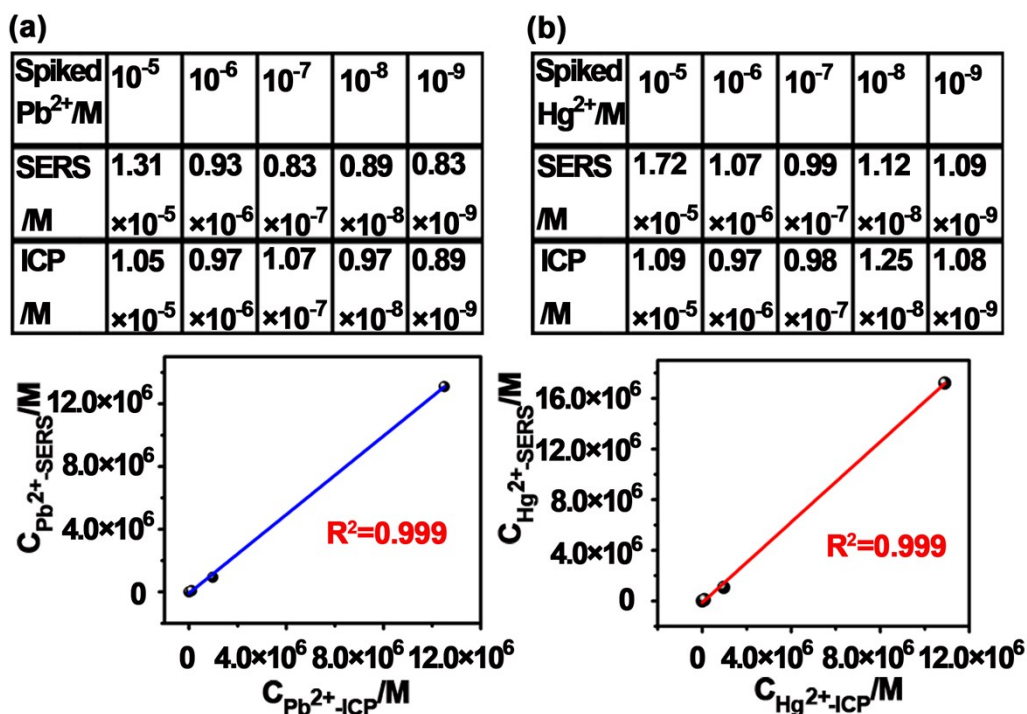 (a)
Spiked Pb²⁺/M 10⁻⁵ 10⁻⁶ 10⁻⁷ 10⁻⁸ 10⁻⁹
SERS /M 1.31 ×10⁻⁵ 0.93 ×10⁻⁶ 0.83 ×10⁻⁷ 0.89 ×10⁻⁸ 0.83 ×10⁻⁹
ICP /M 1.05 ×10⁻⁵ 0.97 ×10⁻⁶ 1.07 ×10⁻⁷ 0.97 ×10⁻⁸ 0.89 ×10⁻⁹
C Pb²⁺-SERS/M
12.0×10⁶
8.0×10⁶
4.0×10⁶
0
R²=0.999
0 4.0×10⁶ 8.0×10⁶ 12.0×10⁶
C Pb²⁺-ICP/M
(b)
Spiked Hg²⁺/M 10⁻⁵ 10⁻⁶ 10⁻⁷ 10⁻⁸ 10⁻⁹
SERS /M 1.72 ×10⁻⁵ 1.07 ×10⁻⁶ 0.99 ×10⁻⁷ 1.12 ×10⁻⁸ 1.09 ×10⁻⁹
ICP /M 1.09 ×10⁻⁵ 0.97 ×10⁻⁶ 0.98 ×10⁻⁷ 1.25 ×10⁻⁸ 1.08 ×10⁻⁹
C Hg²⁺-SERS/M
16.0×10⁶
12.0×10⁶
8.0×10⁶
4.0×10⁶
0
R²=0.999
0 4.0×10⁶ 8.0×10⁶ 12.0×10⁶
C Hg²⁺-ICP/M